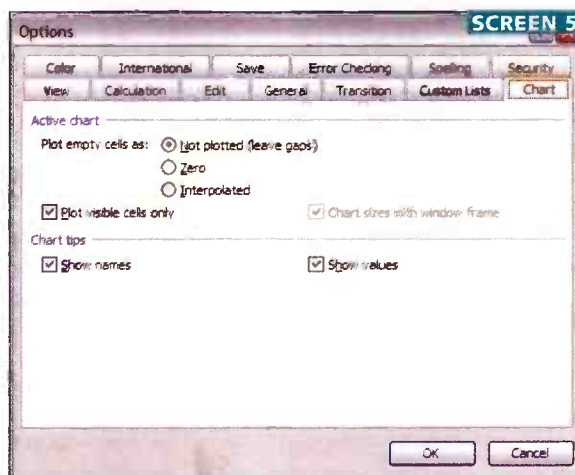 SCREEN 5
Options
Color International Save Error Checking Spelling Security
View Calculation Edit General Transition Custom Lists Chart
Active chart
Plot empty cells as: Not plotted (leave gaps)
Zero
Interpolated
Plot visible cells only Chart sizes with window frame
Chart tips
Show names Show values
OK Cancel